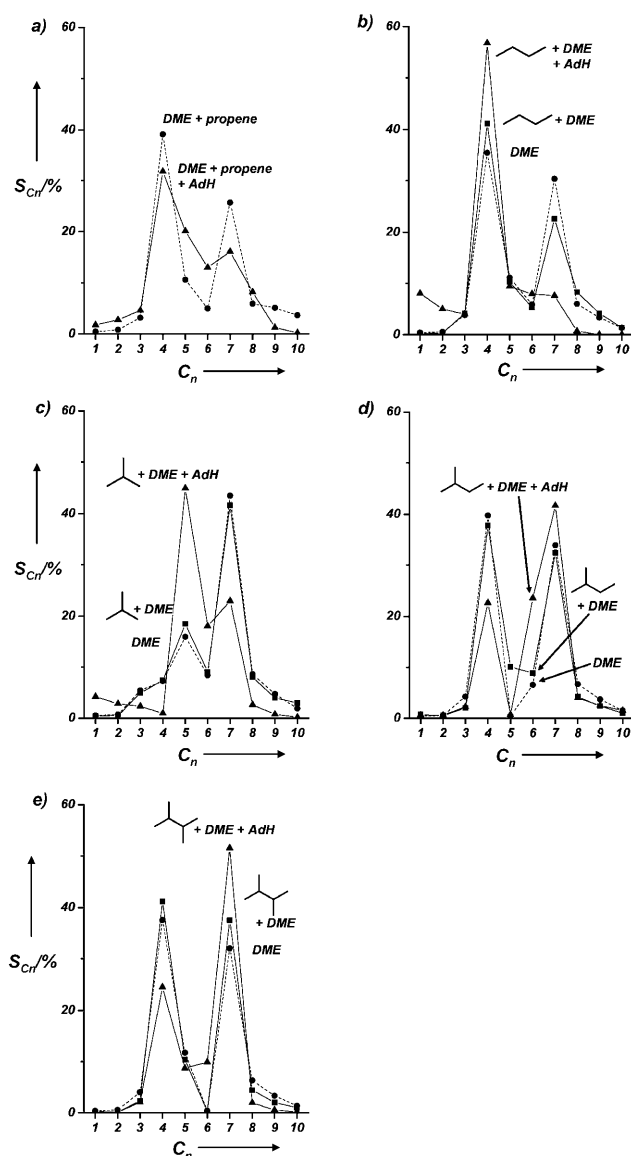 a)
60
40
20
0
S_Cn/%
DME + propene
DME + propene
+ AdH
1 2 3 4 5 6 7 8 9 10
C_n
b)
60
40
20
0
+ DME
+ AdH
+ DME
DME
1 2 3 4 5 6 7 8 9 10
C_n
c)
60
40
20
0
S_Cn/%
+ DME + AdH
+ DME
DME
1 2 3 4 5 6 7 8 9 10
C_n
d)
60
40
20
0
+ DME + AdH
+ DME
DME
1 2 3 4 5 6 7 8 9 10
C_n
e)
60
40
20
0
S_Cn/%
+ DME + AdH
+ DME
DME
1 2 3 4 5 6 7 8 9 10
C_n